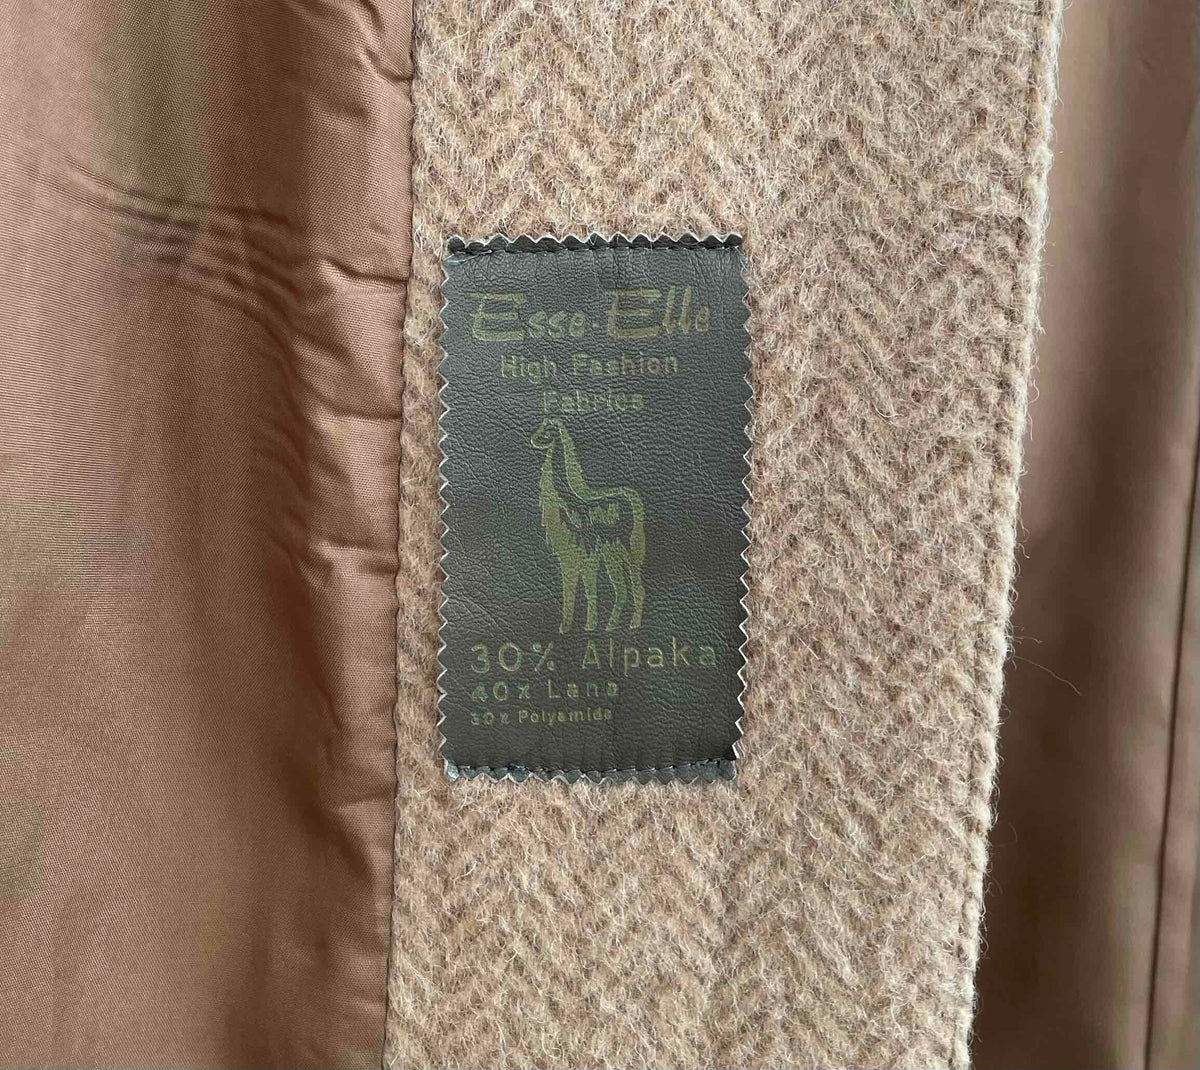 Esse-Elle
High Fashion
Fabrics
30% Alpaka
40% Lana
30% Polyamide